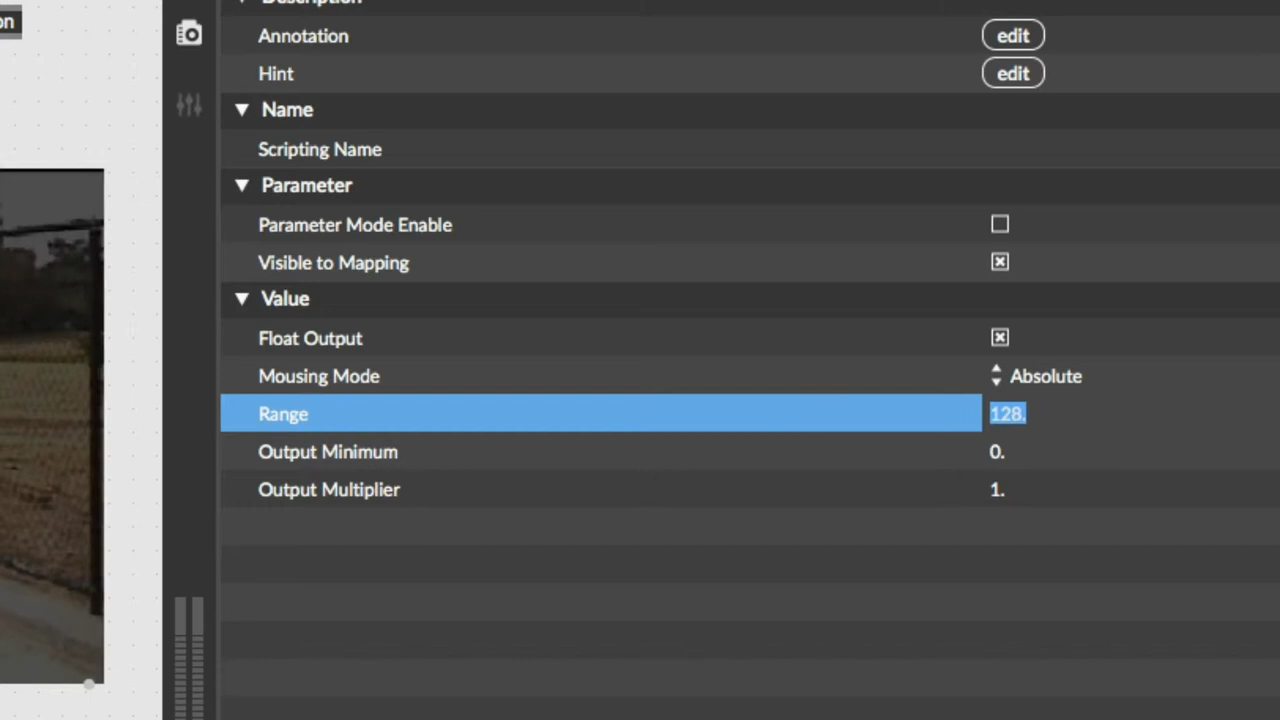 on
Description
Annotation edit
Hint edit
Name
Scripting Name
Parameter
Parameter Mode Enable
Visible to Mapping
Value
Float Output
Mousing Mode Absolute
Range 128.
Output Minimum 0.
Output Multiplier 1.